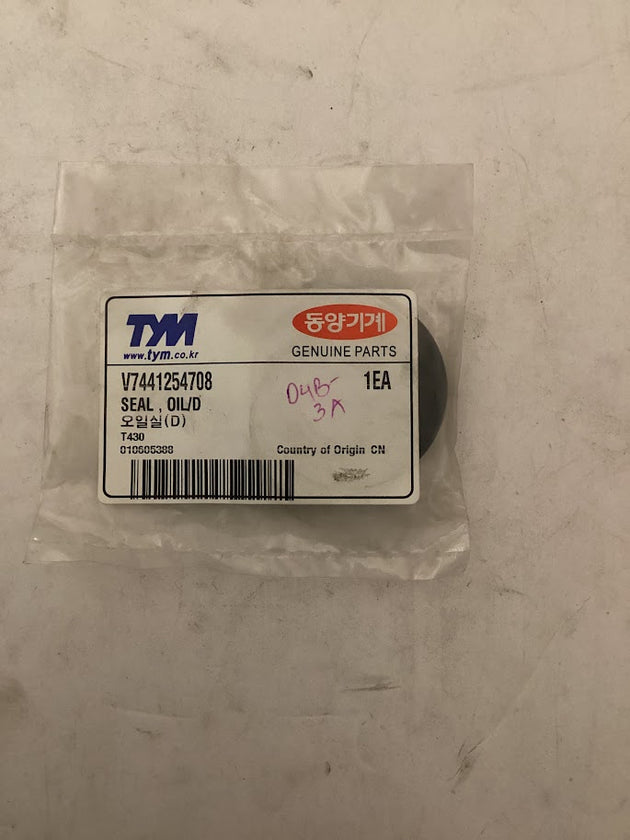 TYM
동양기계
www.tym.co.kr
GENUINE PARTS
V7441254708
1EA
SEAL , OIL/D
D4B-
3A
오일실(D)
T430
010605388
Country of Origin CN